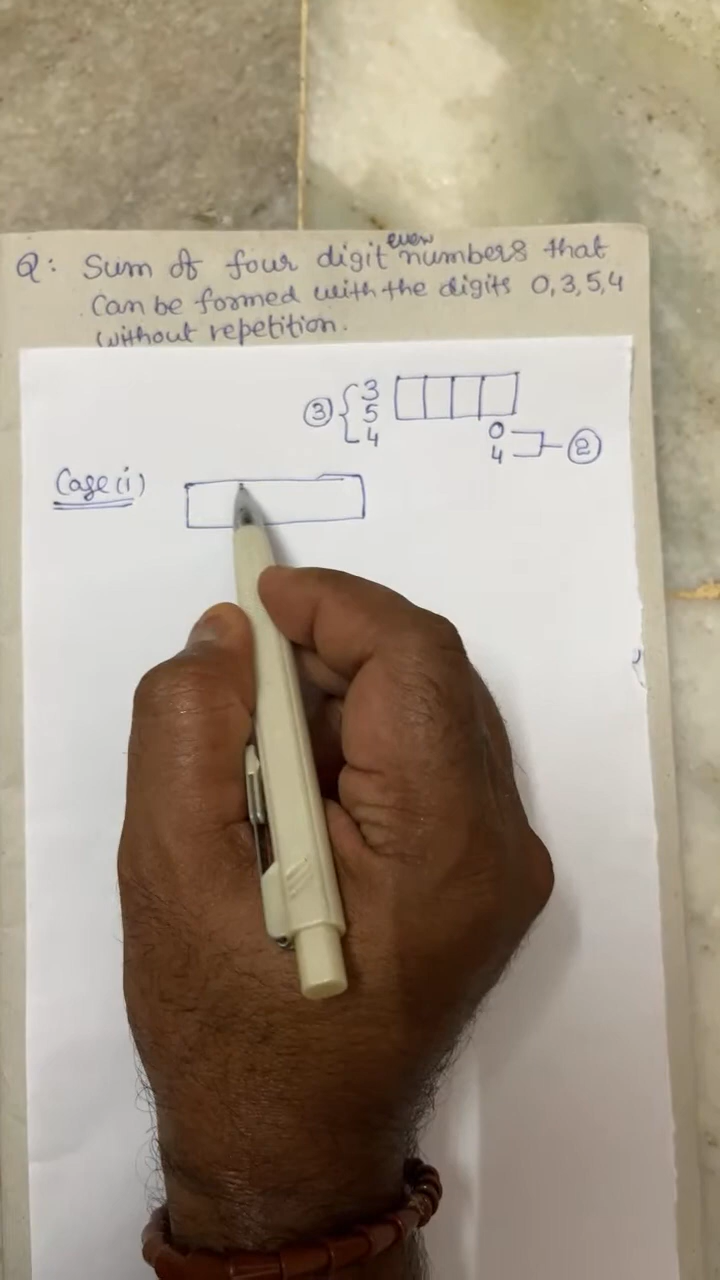 Q: Sum of four digit even numbers that
can be formed with the digits 0,3,5,4
without repetition.
③ { 3
5
4
0
4
②
Case (i)